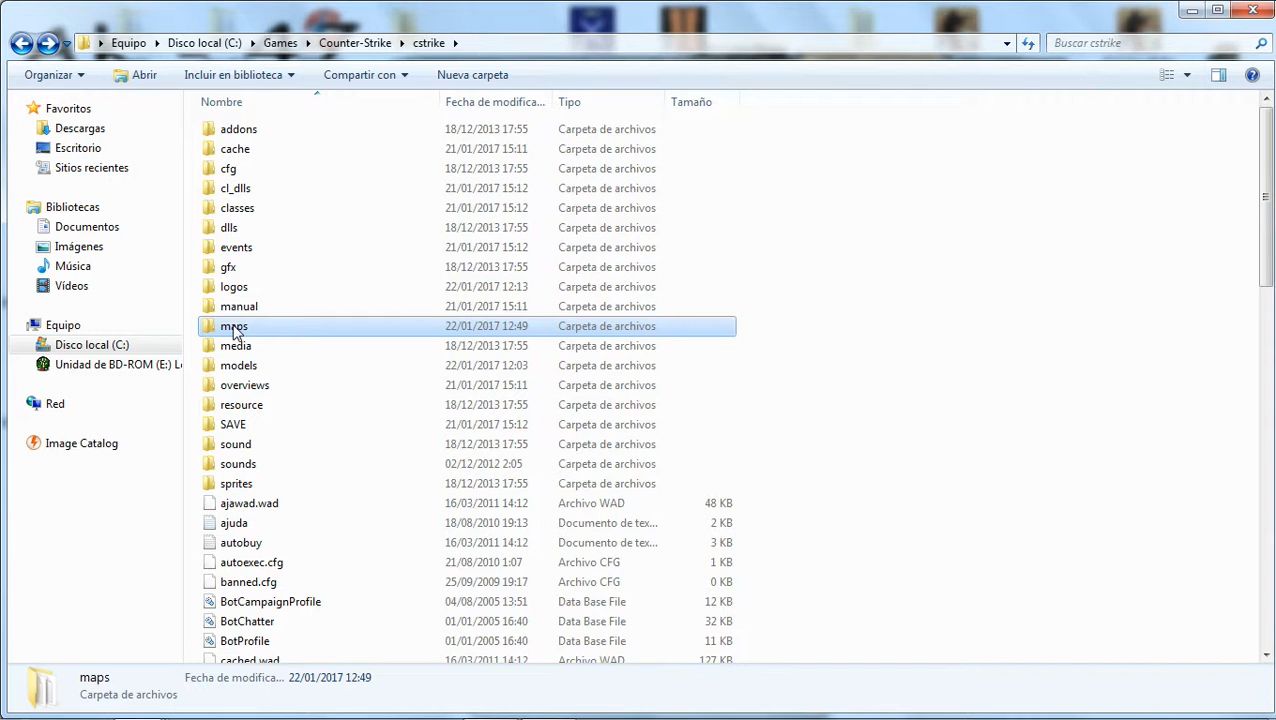 Equipo ▸ Disco local (C:) ▸ Games ▸ Counter-Strike ▸ cstrike ▸
Buscar cstrike
Organizar Abrir Incluir en biblioteca Compartir con Nueva carpeta
Nombre Fecha de modifica... Tipo Tamaño
Favoritos
Descargas
Escritorio
Sitios recientes
Bibliotecas
Documentos
Imágenes
Música
Vídeos
Equipo
Disco local (C:)
Unidad de BD-ROM (E:) L
Red
Image Catalog
addons 18/12/2013 17:55 Carpeta de archivos
cache 21/01/2017 15:11 Carpeta de archivos
cfg 18/12/2013 17:55 Carpeta de archivos
cl_dlls 21/01/2017 15:12 Carpeta de archivos
classes 21/01/2017 15:12 Carpeta de archivos
dlls 18/12/2013 17:55 Carpeta de archivos
events 21/01/2017 15:12 Carpeta de archivos
gfx 18/12/2013 17:55 Carpeta de archivos
logos 22/01/2017 12:13 Carpeta de archivos
manual 21/01/2017 15:11 Carpeta de archivos
maps 22/01/2017 12:49 Carpeta de archivos
media 18/12/2013 17:55 Carpeta de archivos
models 22/01/2017 12:03 Carpeta de archivos
overviews 21/01/2017 15:11 Carpeta de archivos
resource 18/12/2013 17:55 Carpeta de archivos
SAVE 21/01/2017 15:12 Carpeta de archivos
sound 18/12/2013 17:55 Carpeta de archivos
sounds 02/12/2012 2:05 Carpeta de archivos
sprites 18/12/2013 17:55 Carpeta de archivos
ajawad.wad 16/03/2011 14:12 Archivo WAD 48 KB
ajuda 18/08/2010 19:13 Documento de tex... 2 KB
autobuy 16/03/2011 14:12 Documento de tex... 3 KB
autoexec.cfg 21/08/2010 1:07 Archivo CFG 1 KB
banned.cfg 25/09/2009 19:17 Archivo CFG 0 KB
BotCampaignProfile 04/08/2005 13:51 Data Base File 12 KB
BotChatter 01/01/2005 16:40 Data Base File 32 KB
BotProfile 01/01/2005 16:40 Data Base File 11 KB
cached.wad 16/03/2011 14:12 Archivo WAD 127 KB
maps Fecha de modifica... 22/01/2017 12:49
Carpeta de archivos